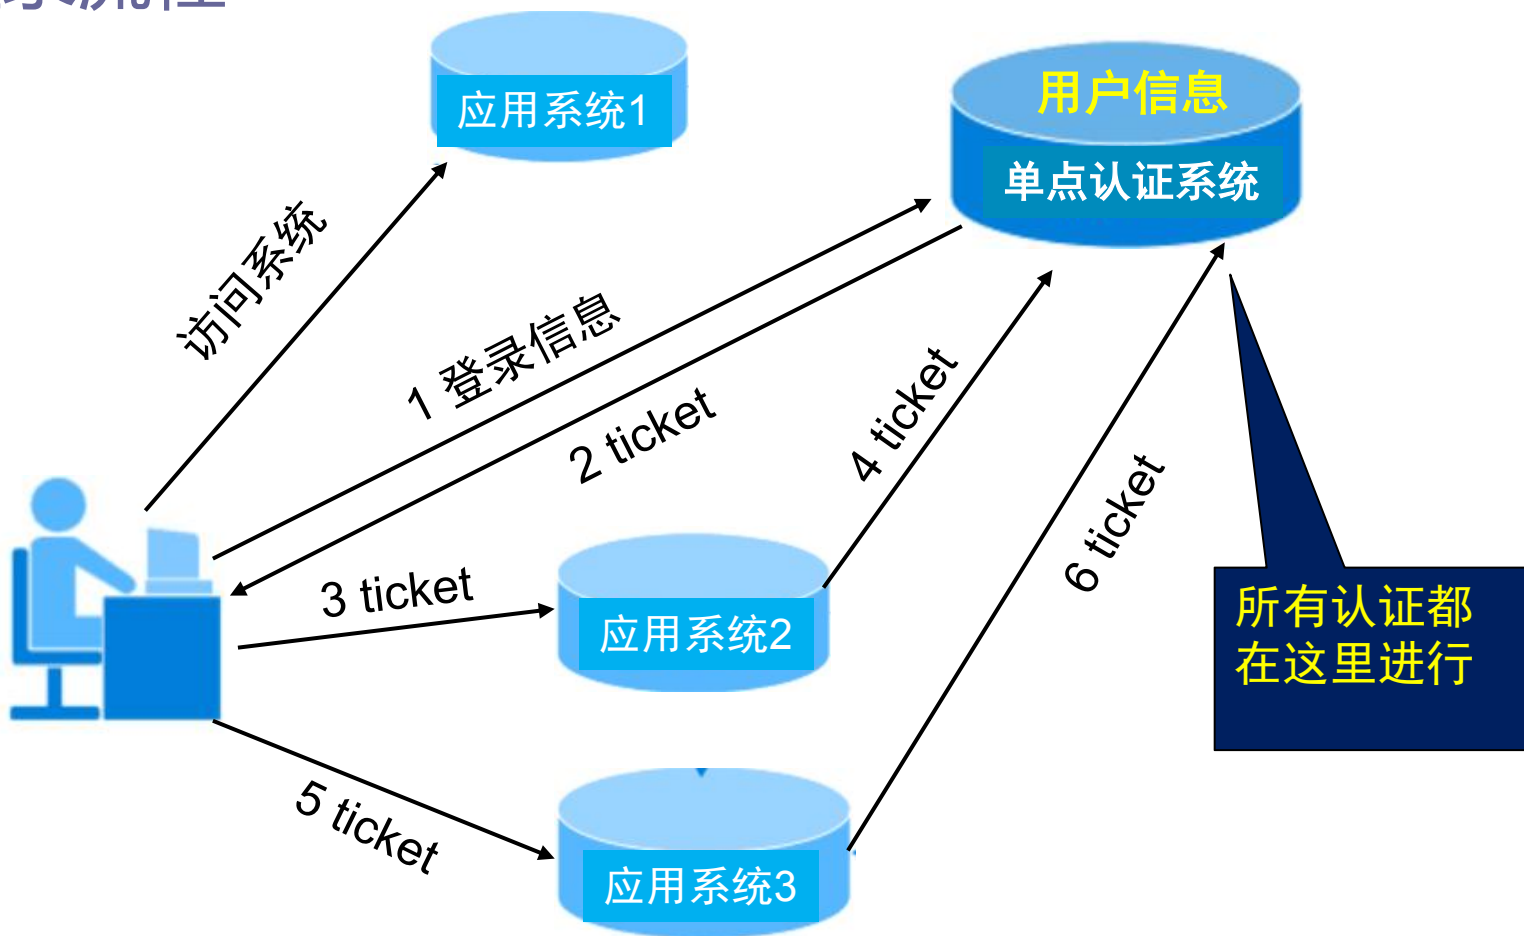 应用系统1
用户信息
单点认证系统
访问系统
1 登录信息
2 ticket
4 ticket
6 ticket
3 ticket
应用系统2
所有认证都
在这里进行
5 ticket
应用系统3